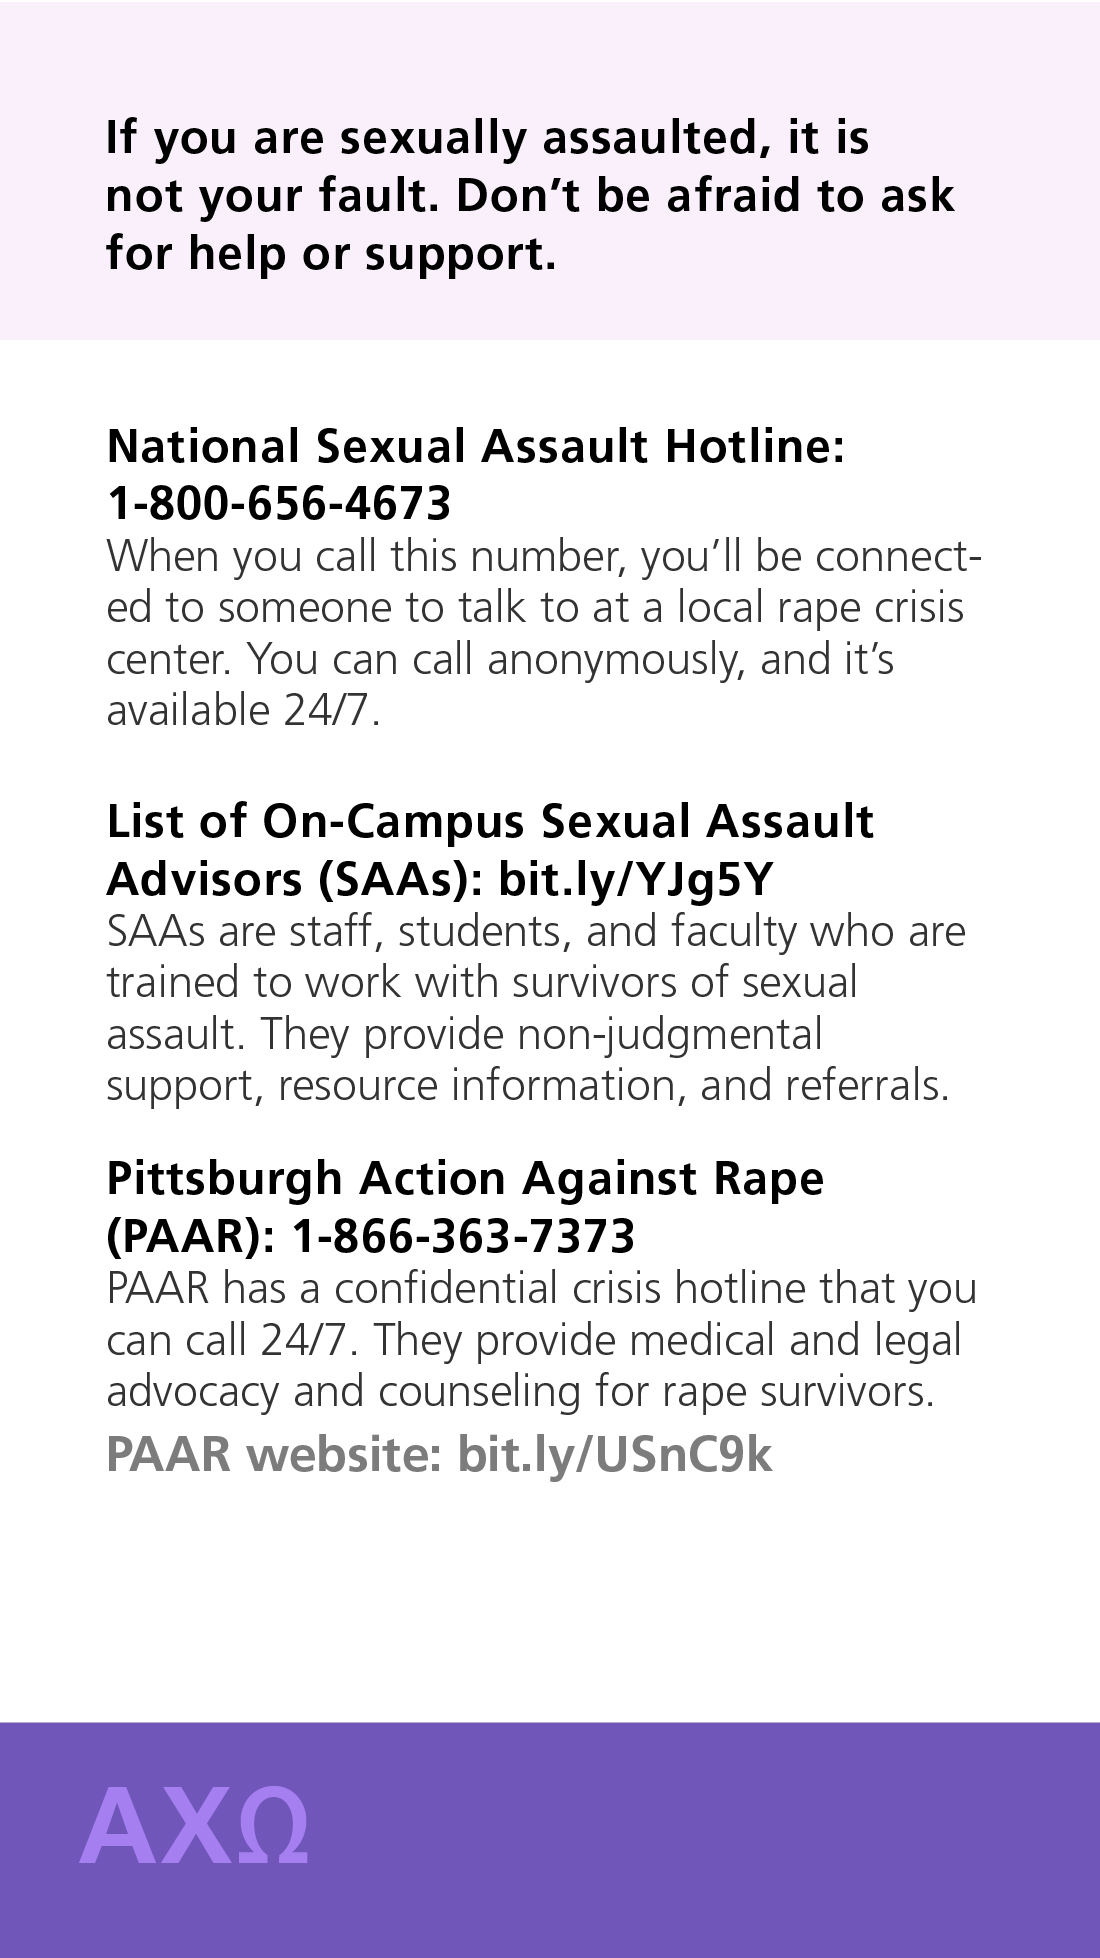 If you are sexually assaulted, it is
not your fault. Don’t be afraid to ask
for help or support.
National Sexual Assault Hotline:
1-800-656-4673
When you call this number, you’ll be connect-
ed to someone to talk to at a local rape crisis
center. You can call anonymously, and it’s
available 24/7.
List of On-Campus Sexual Assault
Advisors (SAAs): bit.ly/YJg5Y
SAAs are staff, students, and faculty who are
trained to work with survivors of sexual
assault. They provide non-judgmental
support, resource information, and referrals.
Pittsburgh Action Against Rape
(PAAR): 1-866-363-7373
PAAR has a confidential crisis hotline that you
can call 24/7. They provide medical and legal
advocacy and counseling for rape survivors.
PAAR website: bit.ly/USnC9k
ΑΧΩ